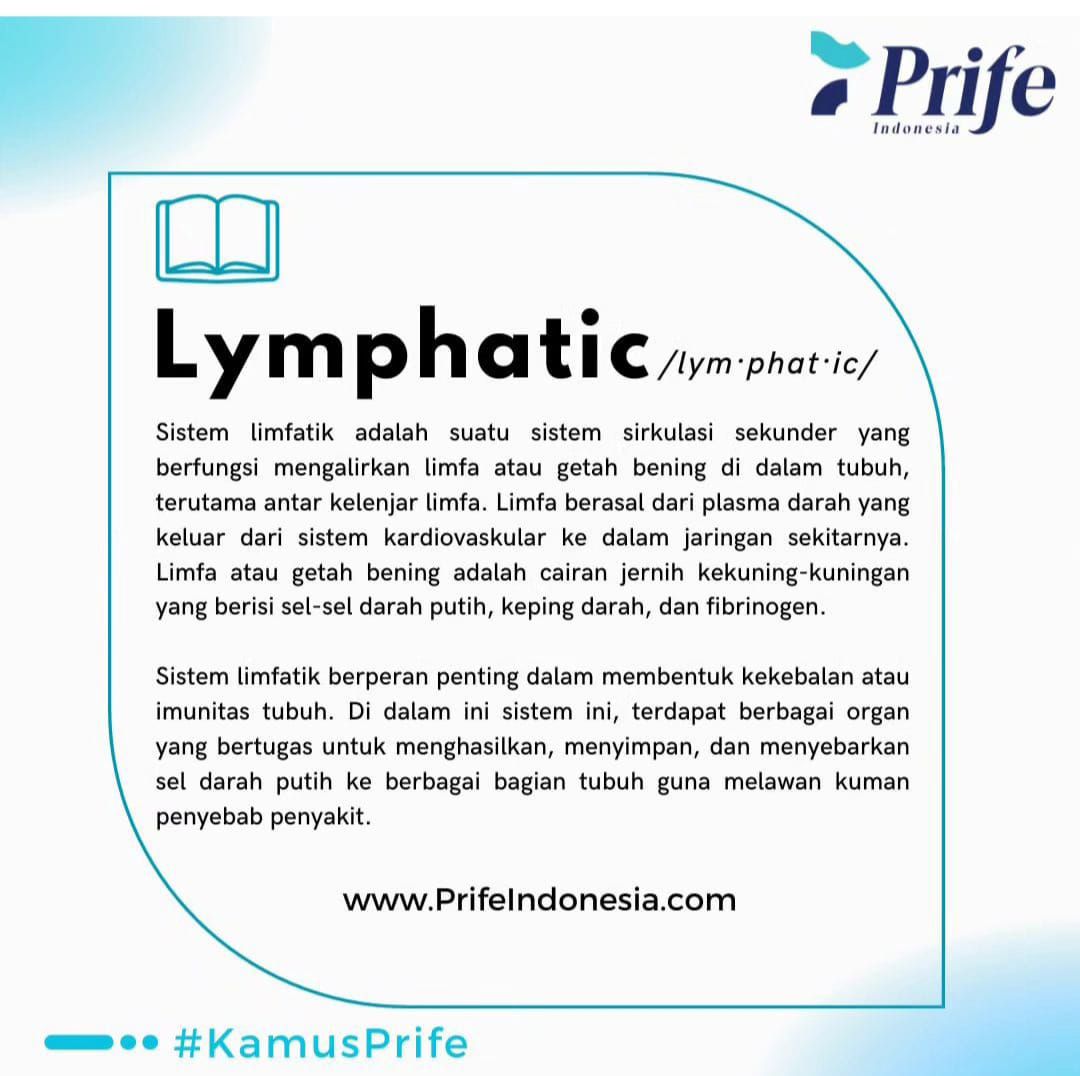 Prife
Indonesia
Lymphatic /lym·phat·ic/
Sistem limfatik adalah suatu sistem sirkulasi sekunder yang
berfungsi mengalirkan limfa atau getah bening di dalam tubuh,
terutama antar kelenjar limfa. Limfa berasal dari plasma darah yang
keluar dari sistem kardiovaskular ke dalam jaringan sekitarnya.
Limfa atau getah bening adalah cairan jernih kekuning-kuningan
yang berisi sel-sel darah putih, keping darah, dan fibrinogen.
Sistem limfatik berperan penting dalam membentuk kekebalan atau
imunitas tubuh. Di dalam ini sistem ini, terdapat berbagai organ
yang bertugas untuk menghasilkan, menyimpan, dan menyebarkan
sel darah putih ke berbagai bagian tubuh guna melawan kuman
penyebab penyakit.
www.PrifeIndonesia.com
#KamusPrife